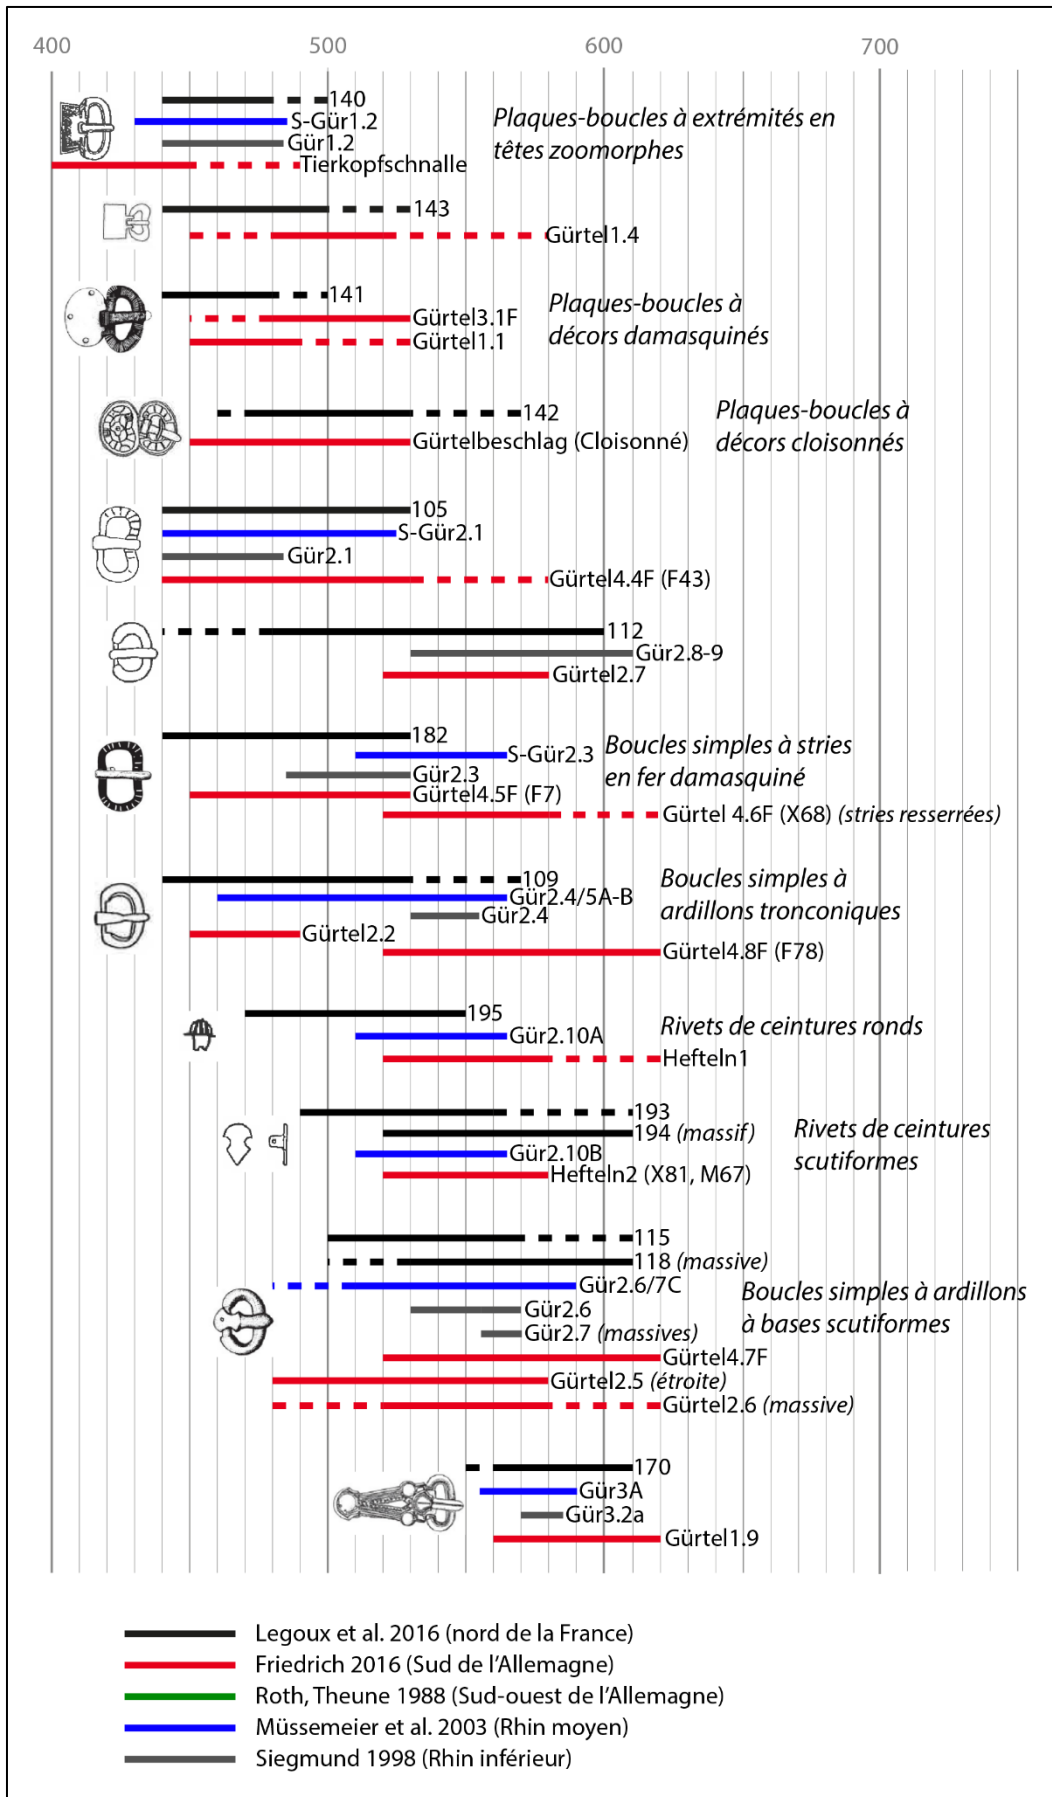 400 500 600 700
140
S-Gür1.2
Gür1.2
Tierkopfschnalle
Plaques-boucles à extrémités en
têtes zoomorphes
143
Gürtel1.4
141
Gürtel3.1F
Gürtel1.1
Plaques-boucles à
décors damasquinés
142
Gürtelbeschlag (Cloisonné)
Plaques-boucles à
décors cloisonnés
105
S-Gür2.1
Gür2.1
Gürtel4.4F (F43)
112
Gür2.8-9
Gürtel2.7
182
S-Gür2.3
Gür2.3
Gürtel4.5F (F7)
Gürtel 4.6F (X68) (stries resserrées)
Boucles simples à stries
en fer damasquiné
109
Gür2.4/5A-B
Gür2.4
Gürtel2.2
Gürtel4.8F (F78)
Boucles simples à
ardillons tronconiques
195
Gür2.10A
Hefteln1
Rivets de ceintures ronds
193
194 (massif)
Gür2.10B
Hefteln2 (X81, M67)
Rivets de ceintures
scutiformes
115
118 (massive)
Gür2.6/7C
Gür2.6
Gür2.7 (massives)
Gürtel4.7F
Gürtel2.5 (étroite)
Gürtel2.6 (massive)
Boucles simples à ardillons
à bases scutiformes
170
Gür3A
Gür3.2a
Gürtel1.9
Legoux et al. 2016 (nord de la France)
Friedrich 2016 (Sud de l'Allemagne)
Roth, Theune 1988 (Sud-ouest de l'Allemagne)
Müssemeier et al. 2003 (Rhin moyen)
Siegmund 1998 (Rhin inférieur)